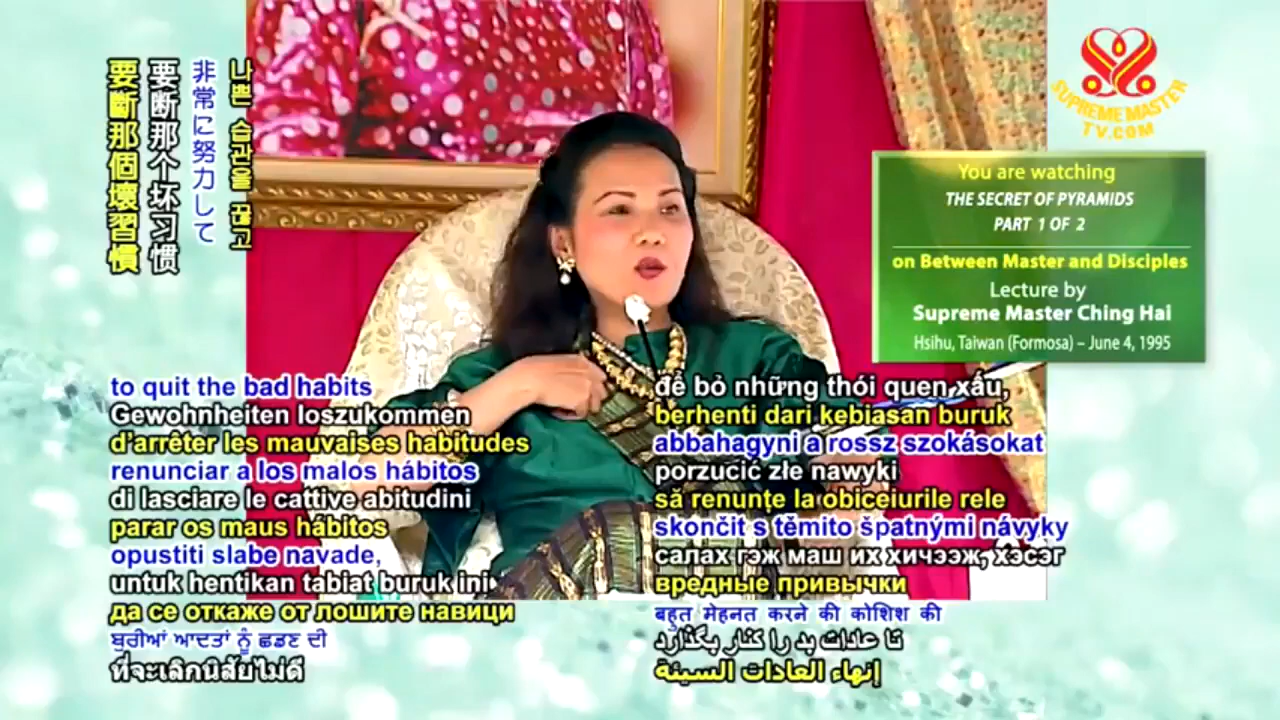 要斷那個壞習慣
要断那个坏习惯
非常に努力して
나쁜 습관을 끊고
SUPREME MASTER
TV.COM
You are watching
THE SECRET OF PYRAMIDS
PART 1 OF 2
on Between Master and Disciples
Lecture by
Supreme Master Ching Hai
Hsihu, Taiwan (Formosa) – June 4, 1995
to quit the bad habits
Gewohnheiten loszukommen
d'arrêter les mauvaises habitudes
renunciar a los malos hábitos
di lasciare le cattive abitudini
parar os maus hábitos
opustiti slabe navade,
untuk hentikan tabiat buruk ini
да се откаже от лошите навици
ਬੁਰੀਆਂ ਆਦਤਾਂ ਨੂੰ ਛਡਣ ਦੀ
ที่จะเลิกนิสัยไม่ดี
để bỏ những thói quen xấu,
berhenti dari kebiasan buruk
abbahagyni a rossz szokásokat
porzucić złe nawyki
să renunțe la obiceiurile rele
skončit s těmito špatnými návyky
салах гэж маш их хичээж, хэсэг
вредные привычки
बहुत मेहनत करने की कोशिश की
تا عادات بد را کنار بگذارد
إنهاء العادات السيئة